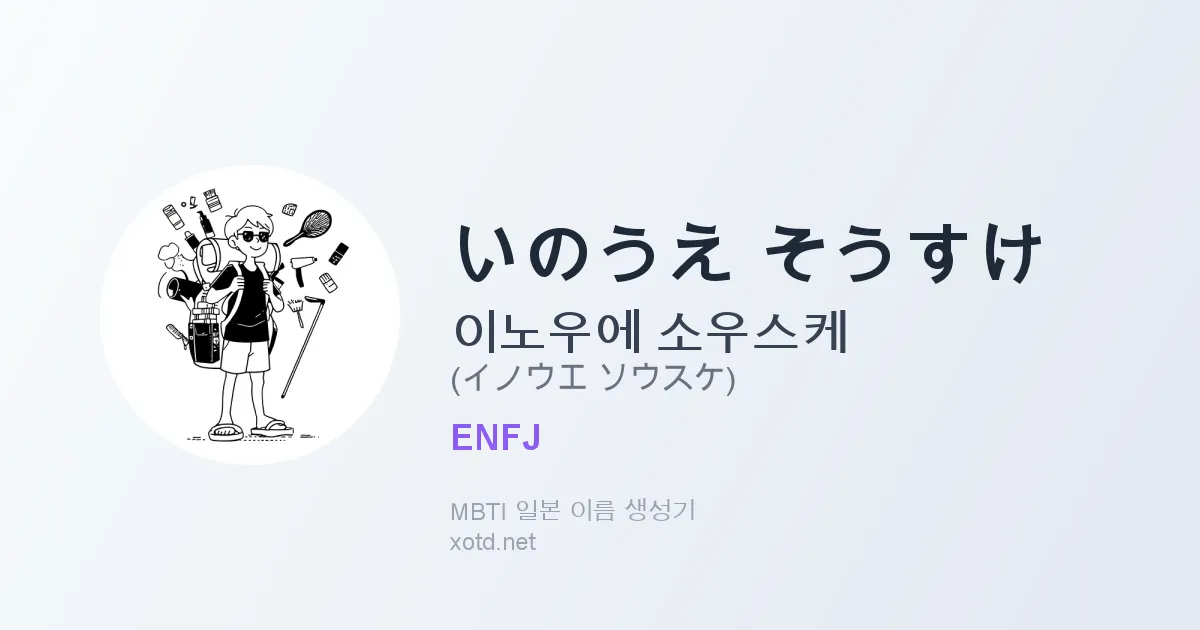 いのうえ そうすけ
이노우에 소우스케
(イノウエ ソウスケ)
ENFJ
MBTI 일본 이름 생성기
xotd.net